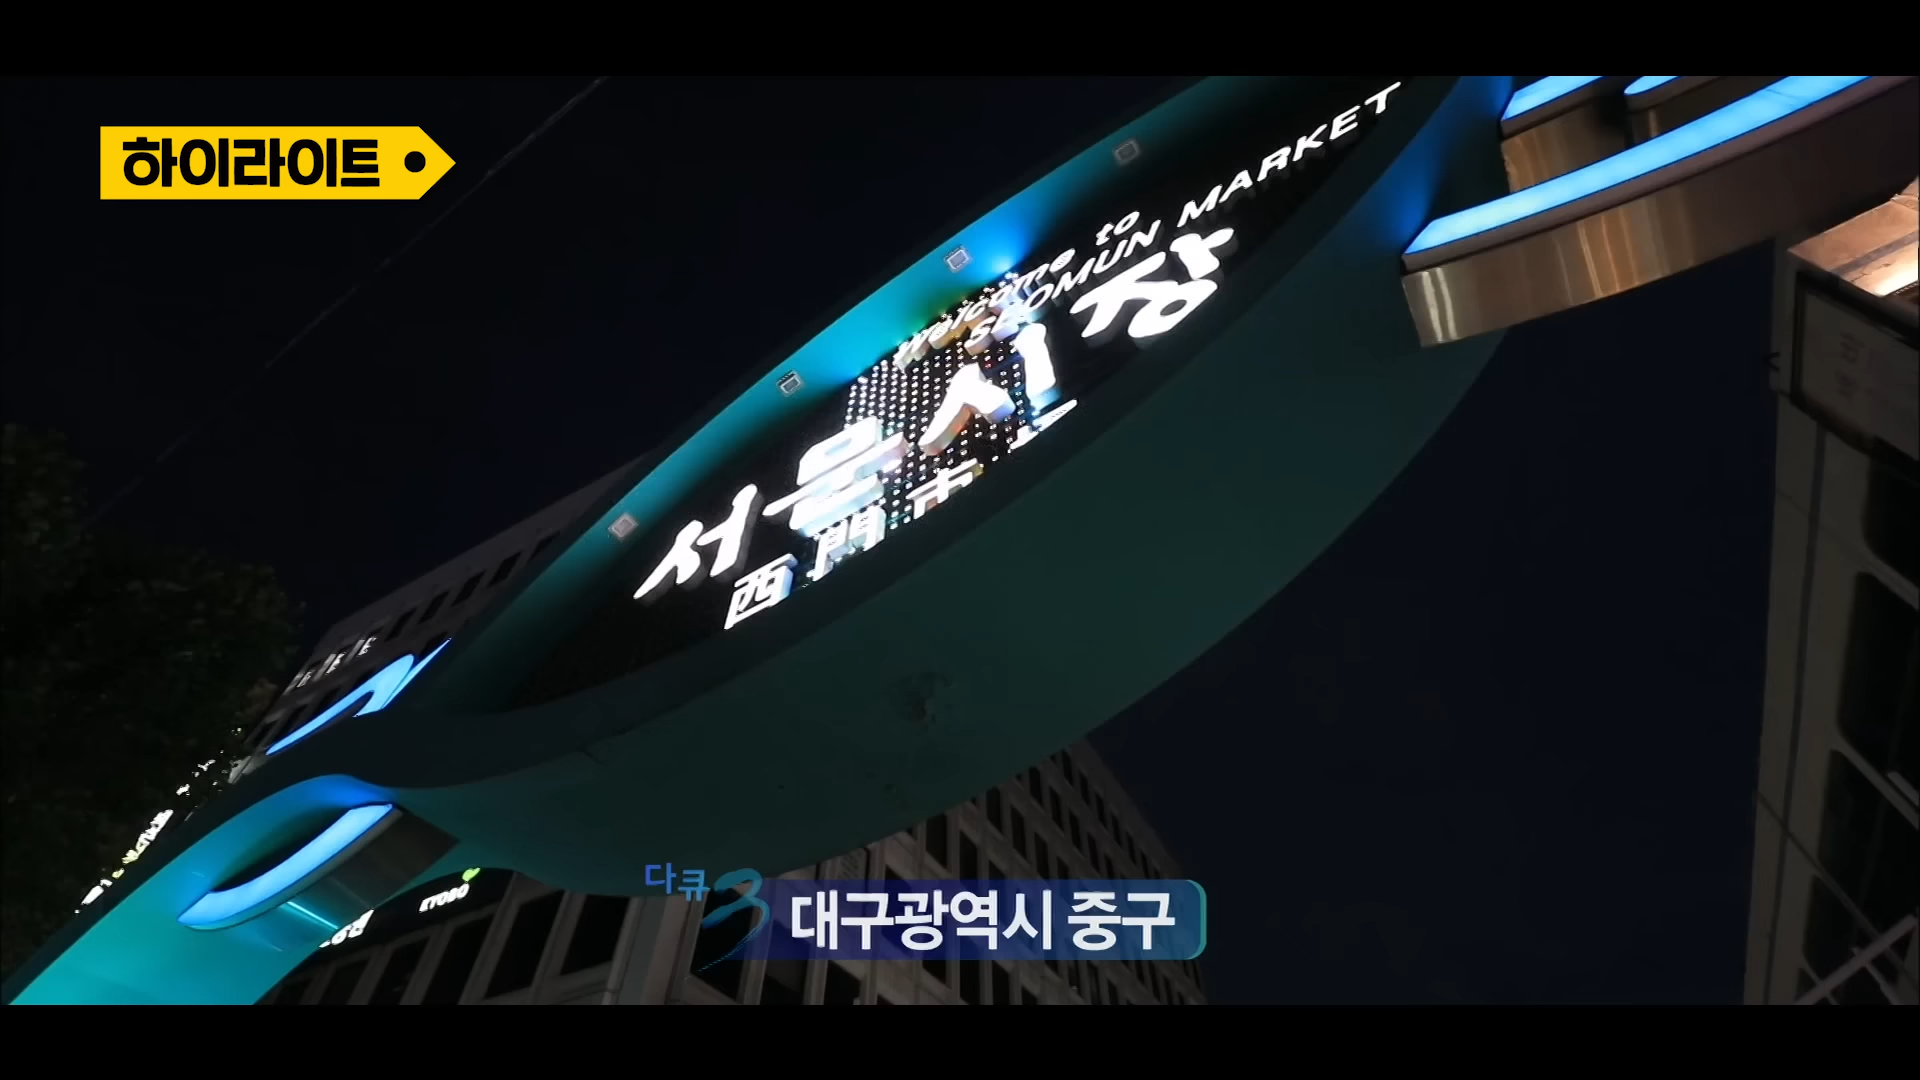 하이라이트
Welcome to
SEOMUN MARKET
서문시장
西門市
다큐3
대구광역시 중구
KYOBO